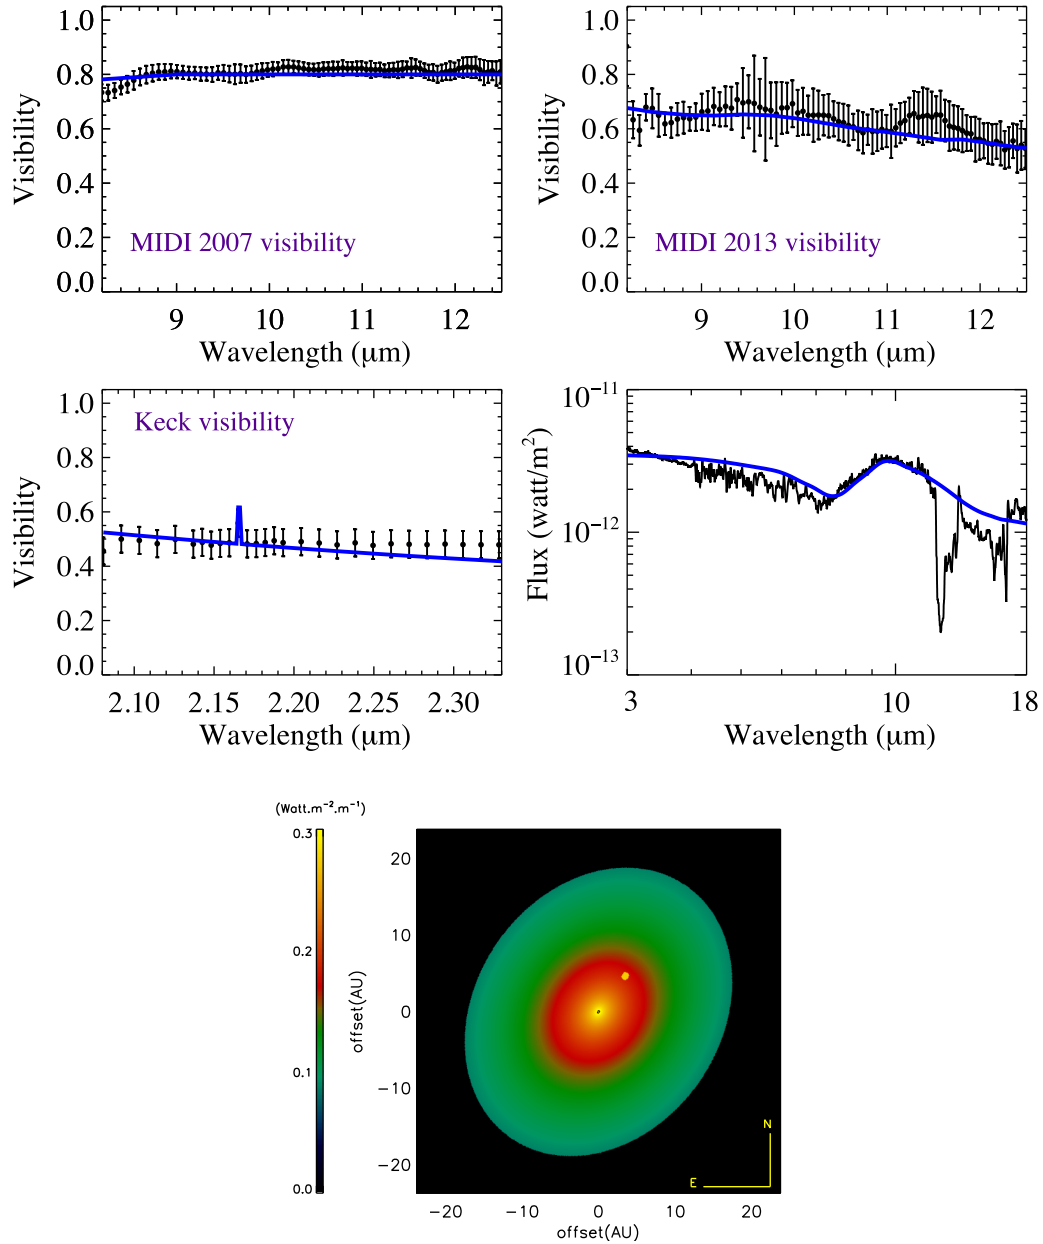 1.0
0.8
0.6
0.4
0.2
0.0
Visibility
MIDI 2007 visibility
9 10 11 12
Wavelength (μm)
1.0
0.8
0.6
0.4
0.2
0.0
Visibility
MIDI 2013 visibility
9 10 11 12
Wavelength (μm)
1.0
0.8
0.6
0.4
0.2
0.0
Visibility
Keck visibility
2.10 2.20 2.30
Wavelength (μm)
10⁻¹¹
10⁻¹²
10⁻¹³
Flux (watt/m²)
3 10 18
Wavelength (μm)
(Watt.m⁻².m⁻¹)
0.3
0.2
0.1
0.0
20
10
0
−10
−20
offset(AU)
N
E
−20 −10 0 10 20
offset(AU)